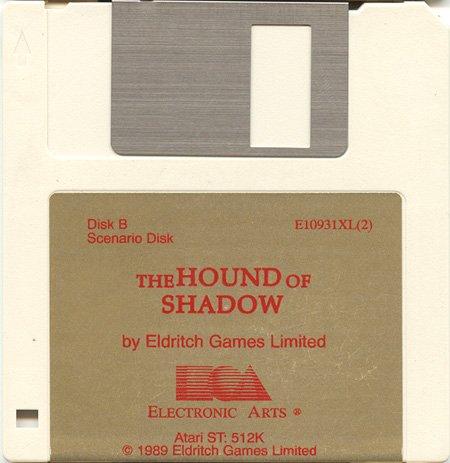 Disk B
Scenario Disk
E10931XL(2)
THE HOUND OF
SHADOW
by Eldritch Games Limited
ECA
ELECTRONIC ARTS ®
Atari ST: 512K
© 1989 Eldritch Games Limited